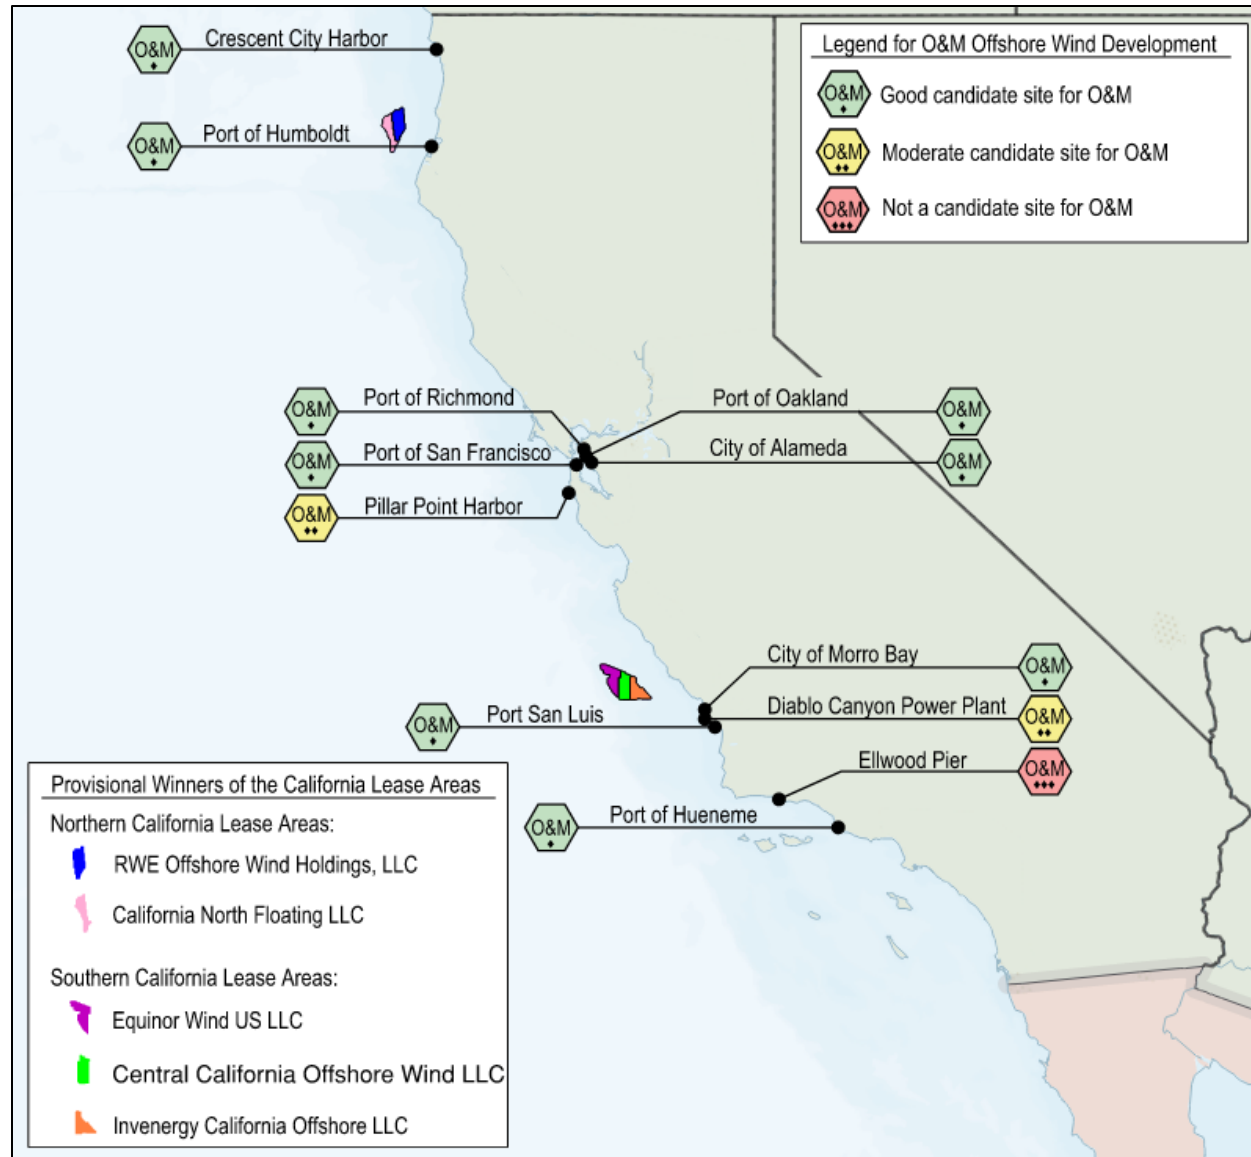 Crescent City Harbor
O&M
Port of Humboldt
O&M
Legend for O&M Offshore Wind Development
O&M Good candidate site for O&M
O&M Moderate candidate site for O&M
O&M Not a candidate site for O&M
O&M Port of Richmond
Port of Oakland O&M
O&M Port of San Francisco
City of Alameda O&M
O&M Pillar Point Harbor
City of Morro Bay O&M
O&M Port San Luis
Diablo Canyon Power Plant O&M
Ellwood Pier O&M
O&M Port of Hueneme
Provisional Winners of the California Lease Areas
Northern California Lease Areas:
RWE Offshore Wind Holdings, LLC
California North Floating LLC
Southern California Lease Areas:
Equinor Wind US LLC
Central California Offshore Wind LLC
Invenergy California Offshore LLC